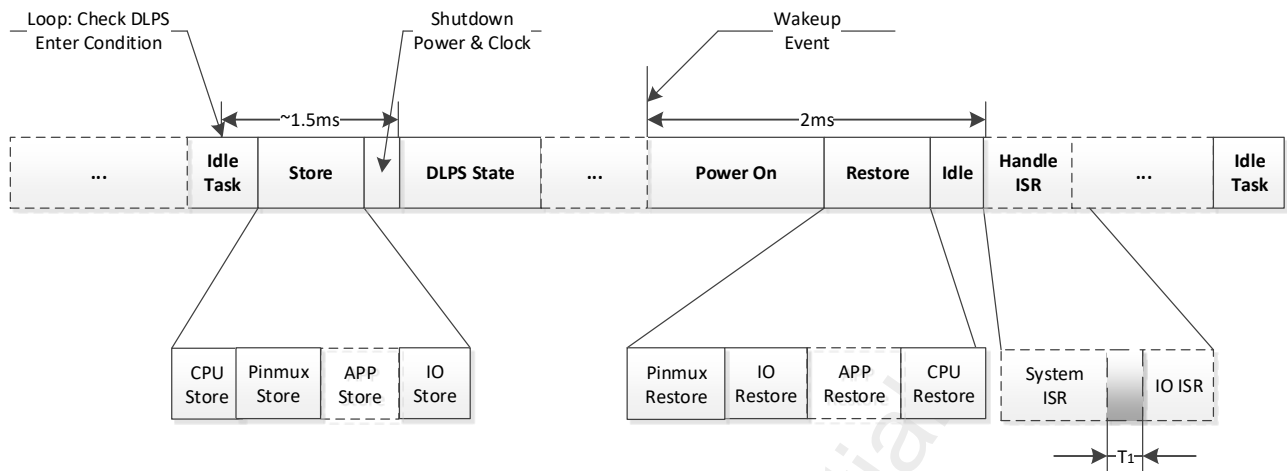 Loop: Check DLPS
Enter Condition
Shutdown
Power & Clock
Wakeup
Event
~1.5ms
2ms
...
Idle
Task
Store
DLPS State
...
Power On
Restore
Idle
Handle
ISR
...
Idle
Task
CPU
Store
Pinmux
Store
APP
Store
IO
Store
Pinmux
Restore
IO
Restore
APP
Restore
CPU
Restore
System
ISR
IO ISR
T1